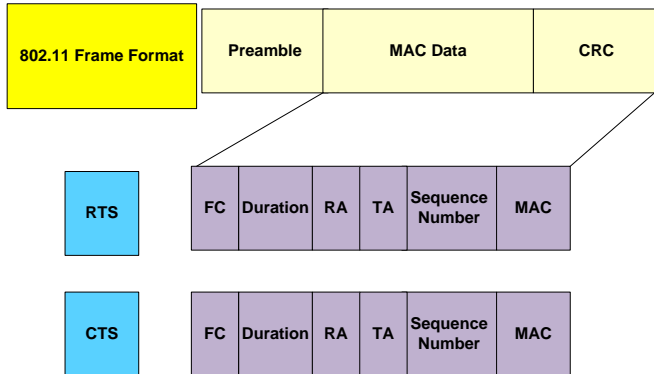 802.11 Frame Format
Preamble
MAC Data
CRC
RTS
FC
Duration
RA
TA
Sequence
Number
MAC
CTS
FC
Duration
RA
TA
Sequence
Number
MAC